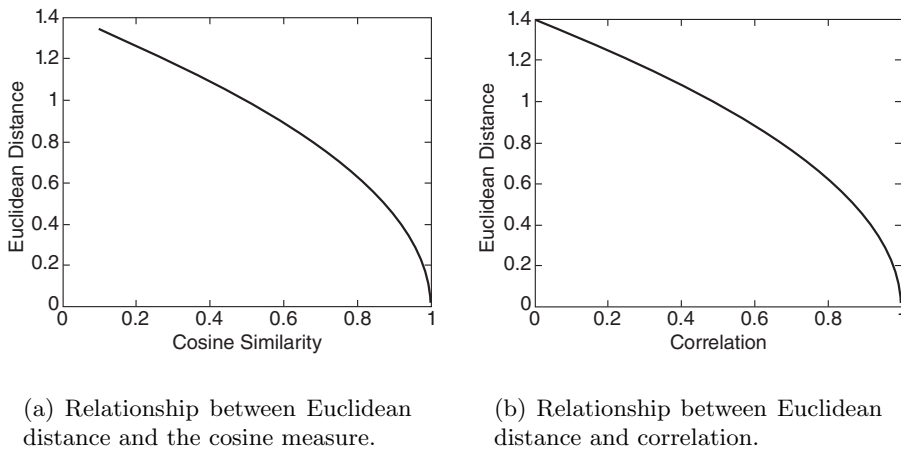 1.4
1.2
1
0.8
0.6
0.4
0.2
0
Euclidean Distance
0 0.2 0.4 0.6 0.8 1
Cosine Similarity
1.4
1.2
1
0.8
0.6
0.4
0.2
0
Euclidean Distance
0 0.2 0.4 0.6 0.8 1
Correlation
(a) Relationship between Euclidean
distance and the cosine measure.
(b) Relationship between Euclidean
distance and correlation.